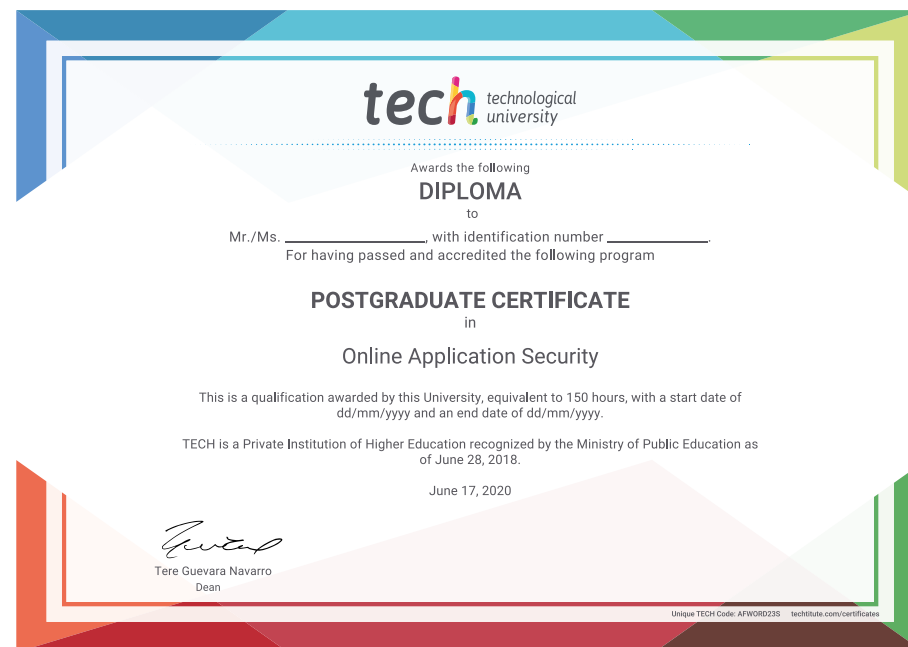 tech technological
university
Awards the following
DIPLOMA
to
Mr./Ms. ____________________, with identification number ______________.
For having passed and accredited the following program
POSTGRADUATE CERTIFICATE
in
Online Application Security
This is a qualification awarded by this University, equivalent to 150 hours, with a start date of
dd/mm/yyyy and an end date of dd/mm/yyyy.
TECH is a Private Institution of Higher Education recognized by the Ministry of Public Education as
of June 28, 2018.
June 17, 2020
Tere Guevara Navarro
Dean
Unique TECH Code: AFWORD23S techtitute.com/certificates